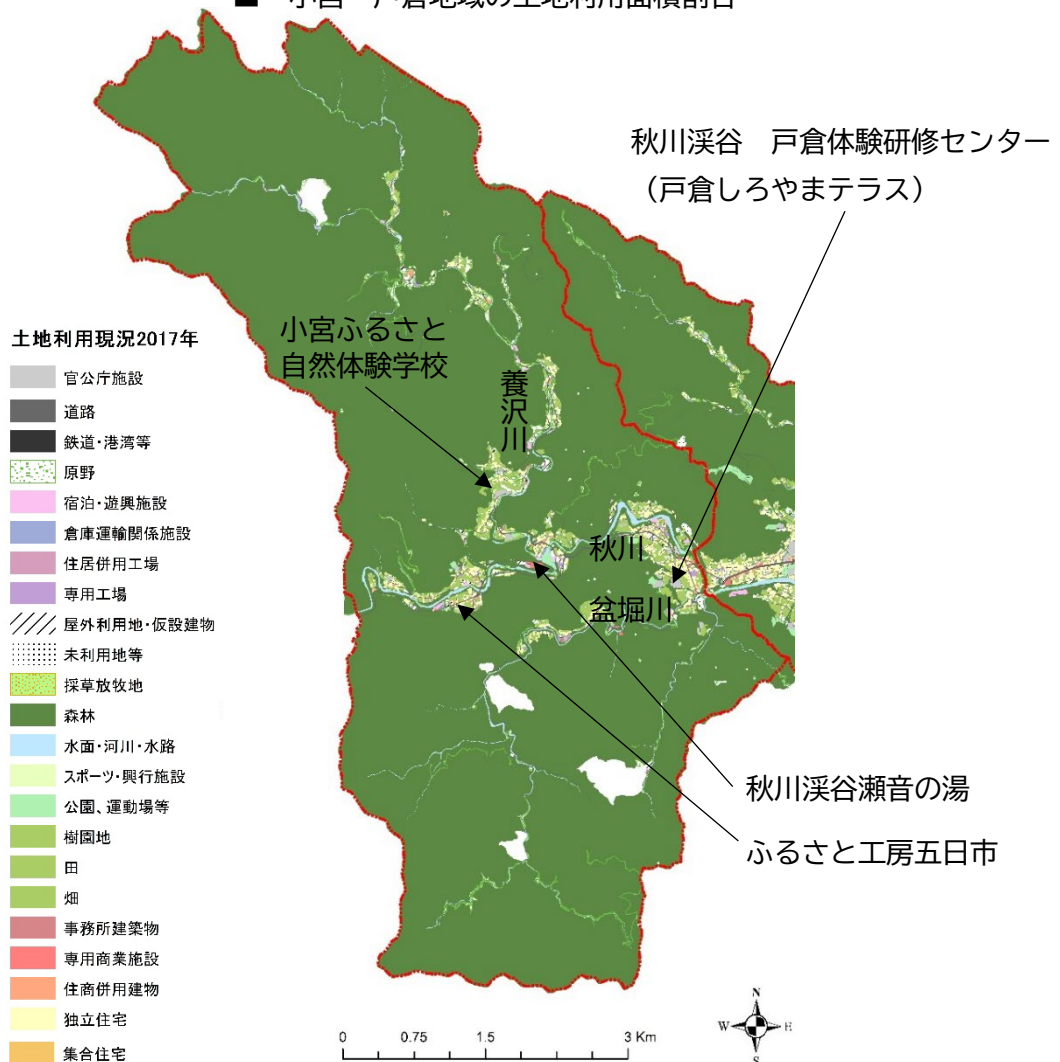 ■ 小宮・戸倉地域の土地利用面積割合
秋川渓谷 戸倉体験研修センター
（戸倉しろやまテラス）
小宮ふるさと
自然体験学校
養沢川
秋川
盆堀川
秋川渓谷瀬音の湯
ふるさと工房五日市
土地利用現況2017年
官公庁施設
道路
鉄道・港湾等
原野
宿泊・遊興施設
倉庫運輸関係施設
住居併用工場
専用工場
屋外利用地・仮設建物
未利用地等
採草放牧地
森林
水面・河川・水路
スポーツ・興行施設
公園、運動場等
樹園地
田
畑
事務所建築物
専用商業施設
住商併用建物
独立住宅
集合住宅
0 0.75 1.5 3 Km
N
W E
S